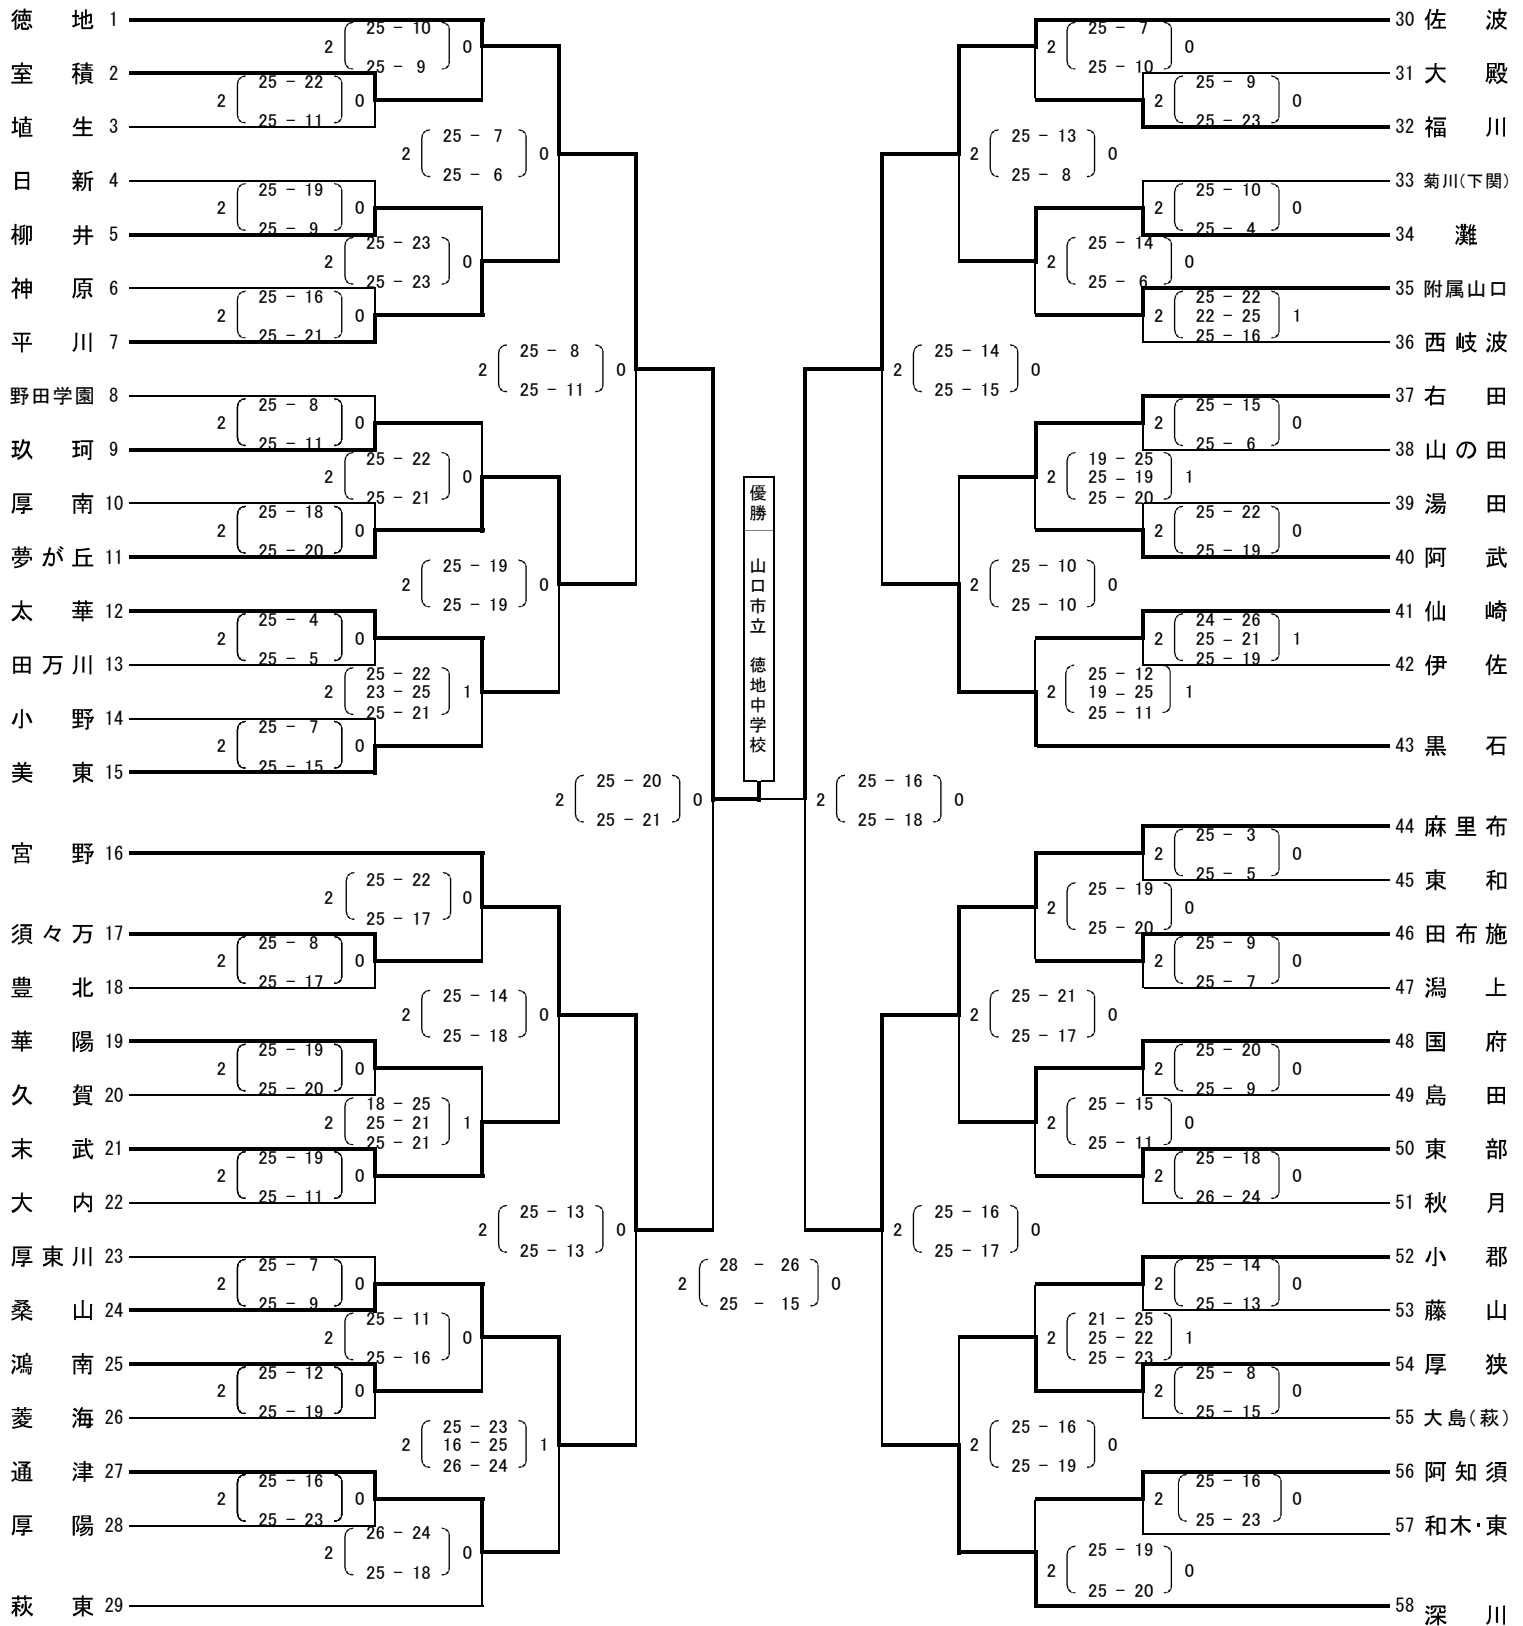 徳地 1
25 - 10
2 0
25 - 9
室積 2
25 - 22
2 0
25 - 11
埴生 3
25 - 7
2 0
25 - 6
日新 4
25 - 19
2 0
25 - 9
柳井 5
25 - 23
2 0
25 - 23
神原 6
25 - 16
2 0
25 - 21
平川 7
25 - 8
2 0
25 - 11
野田学園 8
25 - 8
2 0
25 - 11
玖珂 9
25 - 22
2 0
25 - 21
厚南 10
25 - 18
2 0
25 - 20
夢が丘 11
25 - 19
2 0
25 - 19
太華 12
25 - 4
2 0
25 - 5
田万川 13
25 - 22
2 23 - 25 1
25 - 21
小野 14
25 - 7
2 0
25 - 15
美東 15
25 - 20
2 0
25 - 21
宮野 16
25 - 22
2 0
25 - 17
須々万 17
25 - 8
2 0
25 - 17
豊北 18
25 - 14
2 0
25 - 18
華陽 19
25 - 19
2 0
25 - 20
久賀 20
18 - 25
2 25 - 21 1
25 - 21
末武 21
25 - 19
2 0
25 - 11
大内 22
25 - 13
2 0
25 - 13
厚東川 23
25 - 7
2 0
25 - 9
桑山 24
25 - 11
2 0
25 - 16
鴻南 25
25 - 12
2 0
25 - 19
菱海 26
25 - 23
2 16 - 25 1
26 - 24
通津 27
25 - 16
2 0
25 - 23
厚陽 28
26 - 24
2 0
25 - 18
萩東 29
優勝
山口市立 徳地中学校
28 - 26
2 0
25 - 15
30 佐波
25 - 7
2 0
25 - 10
31 大殿
25 - 9
2 0
25 - 23
32 福川
25 - 13
2 0
25 - 8
33 菊川(下関)
25 - 10
2 0
25 - 4
34 灘
25 - 14
2 0
25 - 6
35 附属山口
25 - 22
2 22 - 25 1
25 - 16
36 西岐波
25 - 14
2 0
25 - 15
37 右田
25 - 15
2 0
25 - 6
38 山の田
19 - 25
2 25 - 19 1
25 - 20
39 湯田
25 - 22
2 0
25 - 19
40 阿武
25 - 10
2 0
25 - 10
41 仙崎
24 - 26
2 25 - 21 1
25 - 19
42 伊佐
25 - 12
2 19 - 25 1
25 - 11
43 黒石
25 - 16
2 0
25 - 18
44 麻里布
25 - 3
2 0
25 - 5
45 東和
25 - 19
2 0
25 - 20
46 田布施
25 - 9
2 0
25 - 7
47 潟上
25 - 21
2 0
25 - 17
48 国府
25 - 20
2 0
25 - 9
49 島田
25 - 15
2 0
25 - 11
50 東部
25 - 18
2 0
26 - 24
51 秋月
25 - 16
2 0
25 - 17
52 小郡
25 - 14
2 0
25 - 13
53 藤山
21 - 25
2 25 - 22 1
25 - 23
54 厚狭
25 - 8
2 0
25 - 15
55 大島(萩)
25 - 16
2 0
25 - 19
56 阿知須
25 - 16
2 0
25 - 23
57 和木・東
25 - 19
2 0
25 - 20
58 深川